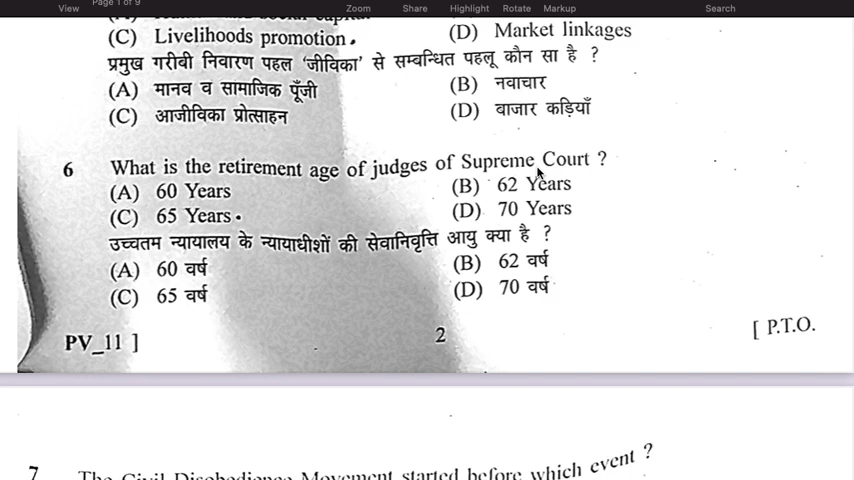 View Page 1 of 9 Zoom Share Highlight Rotate Markup Search
(C) Livelihoods promotion. (D) Market linkages
प्रमुख गरीबी निवारण पहल ‘जीविका’ से सम्बन्धित पहलू कौन सा है ?
(A) मानव व सामाजिक पूँजी (B) नवाचार
(C) आजीविका प्रोत्साहन (D) बाजार कड़ियाँ
6 What is the retirement age of judges of Supreme Court ?
(A) 60 Years (B) 62 Years
(C) 65 Years. (D) 70 Years
उच्चतम न्यायालय के न्यायाधीशों की सेवानिवृत्ति आयु क्या है ?
(A) 60 वर्ष (B) 62 वर्ष
(C) 65 वर्ष (D) 70 वर्ष
PV_11 ] 2 [ P.T.O.
7 The Civil Disobedience Movement started before which event ?